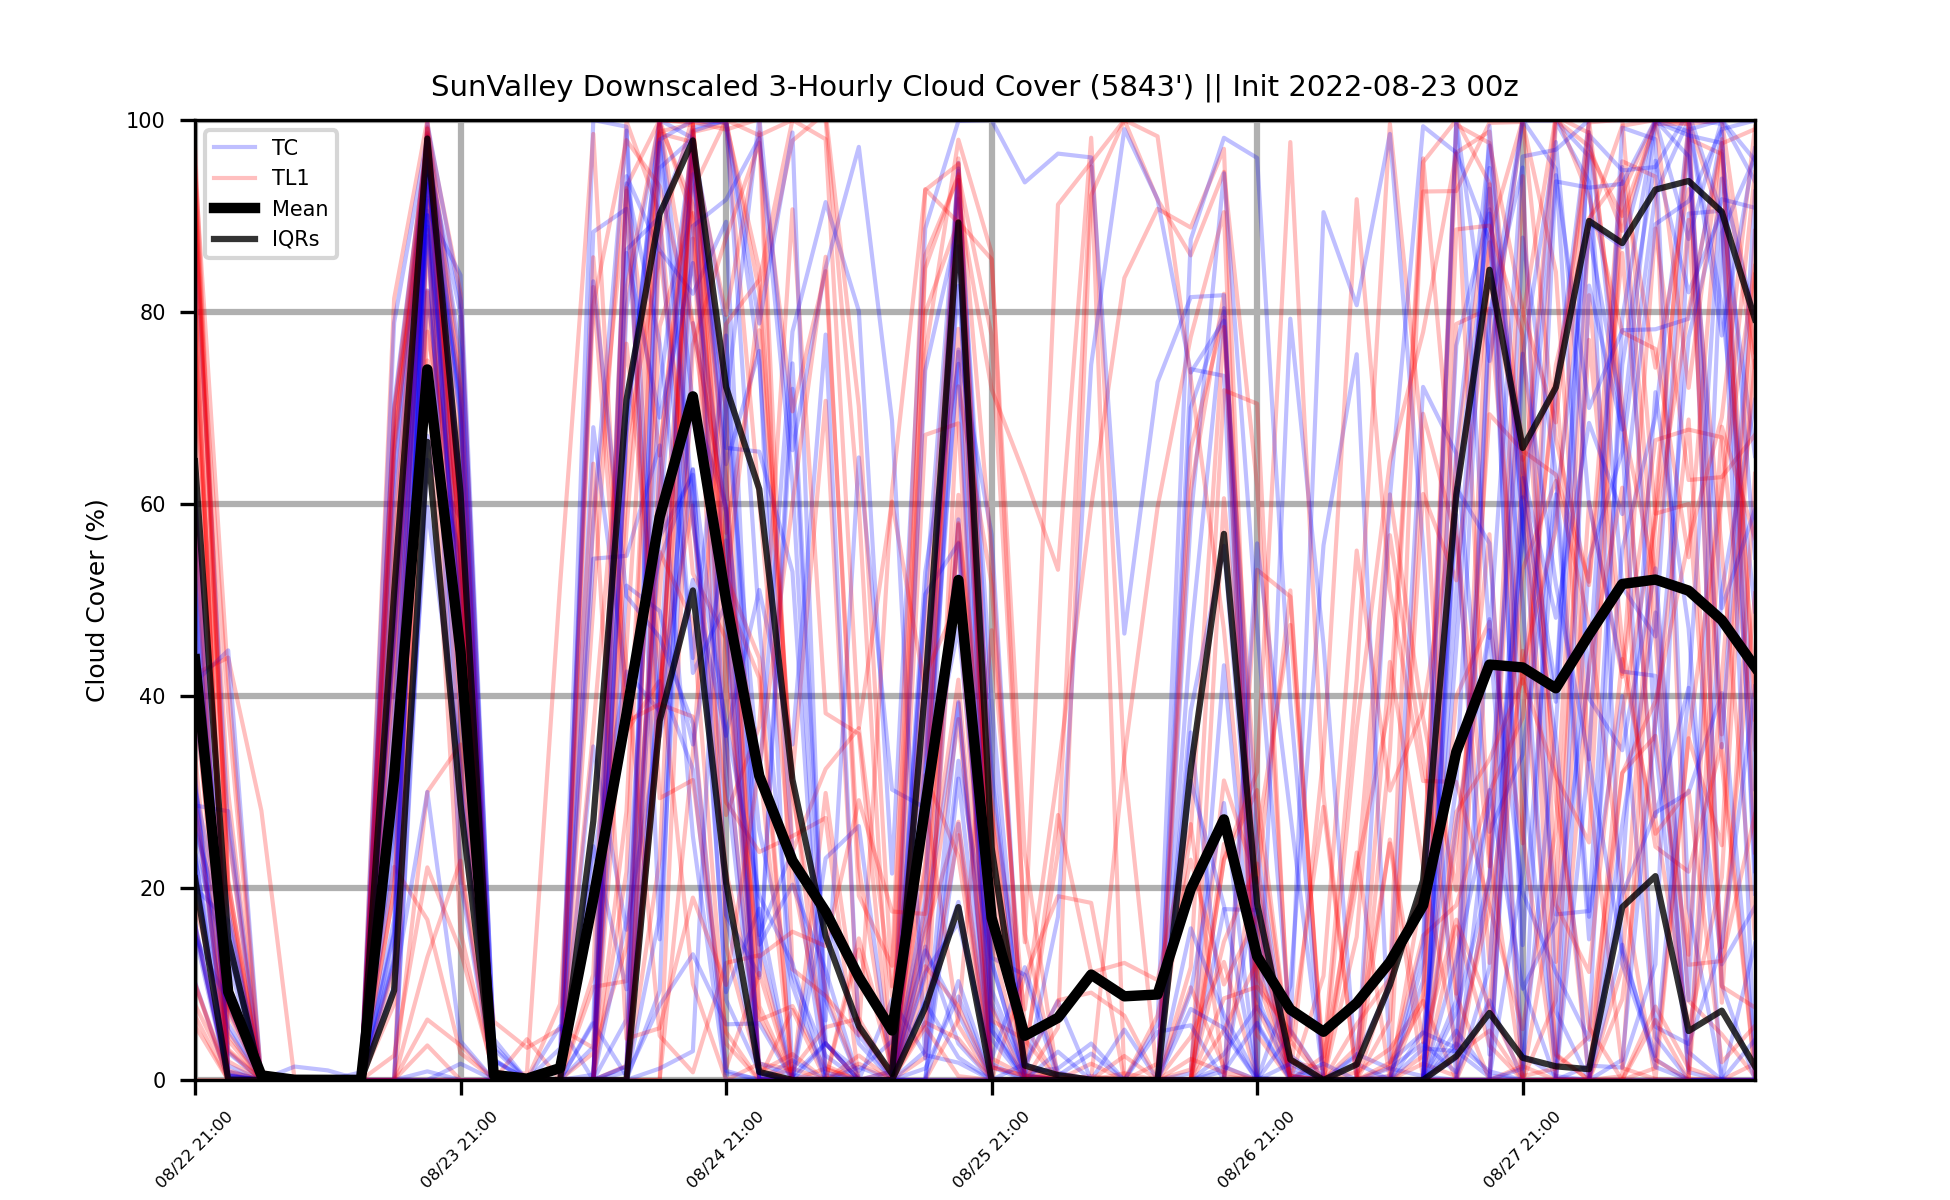 SunValley Downscaled 3-Hourly Cloud Cover (5843') || Init 2022-08-23 00z
100
80
60
40
20
0
Cloud Cover (%)
TC
TL1
Mean
IQRs
08/22 21:00
08/23 21:00
08/24 21:00
08/25 21:00
08/26 21:00
08/27 21:00